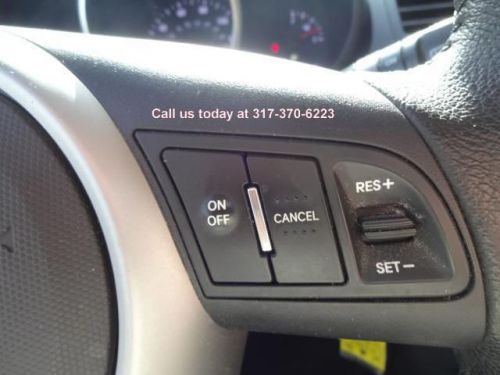 Call us today at 317-370-6223
ON
OFF
CANCEL
RES+
SET-